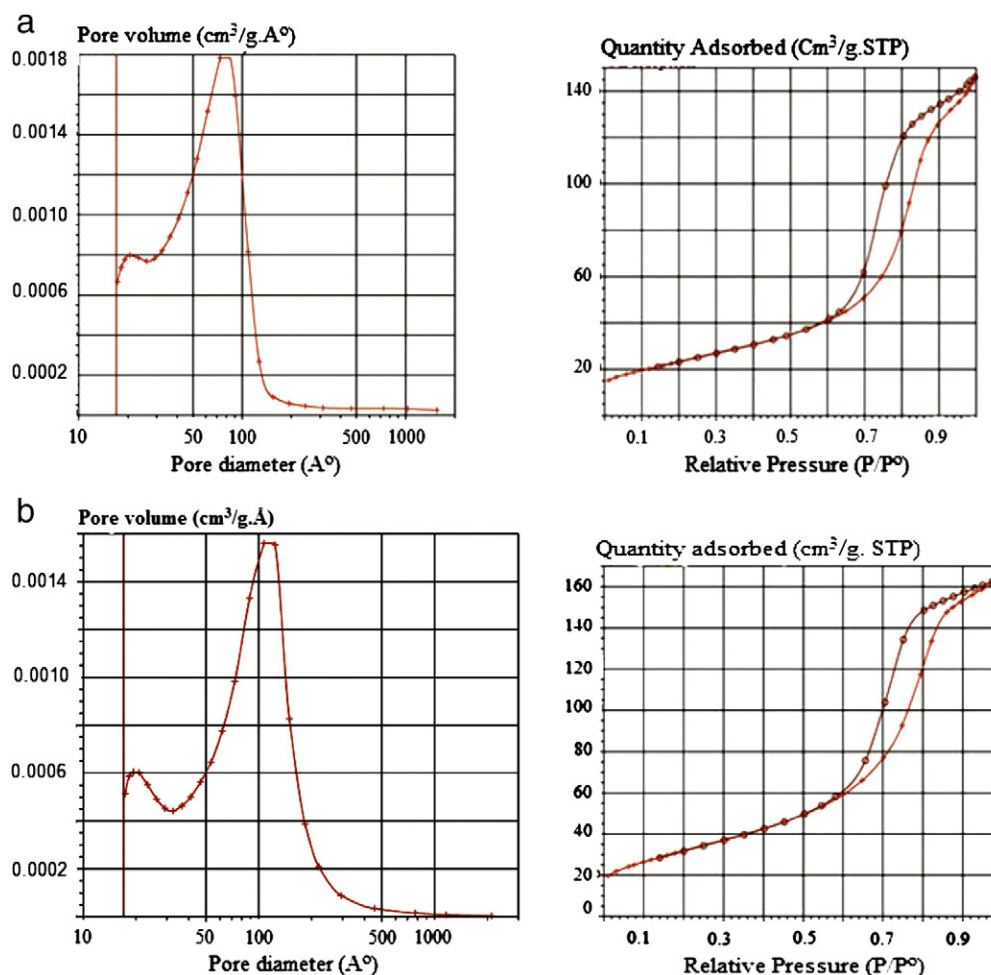 a
Pore volume (cm³/g.A°)
0.0018
0.0014
0.0010
0.0006
0.0002
10 50 100 500 1000
Pore diameter (A°)
Quantity Adsorbed (Cm³/g.STP)
140
100
60
20
0.1 0.3 0.5 0.7 0.9
Relative Pressure (P/P°)
b
Pore volume (cm³/g.Å)
0.0014
0.0010
0.0006
0.0002
10 50 100 500 1000
Pore diameter (A°)
Quantity adsorbed (cm³/g. STP)
160
140
120
100
80
60
40
20
0
0.1 0.3 0.5 0.7 0.9
Relative Pressure (P/P°)